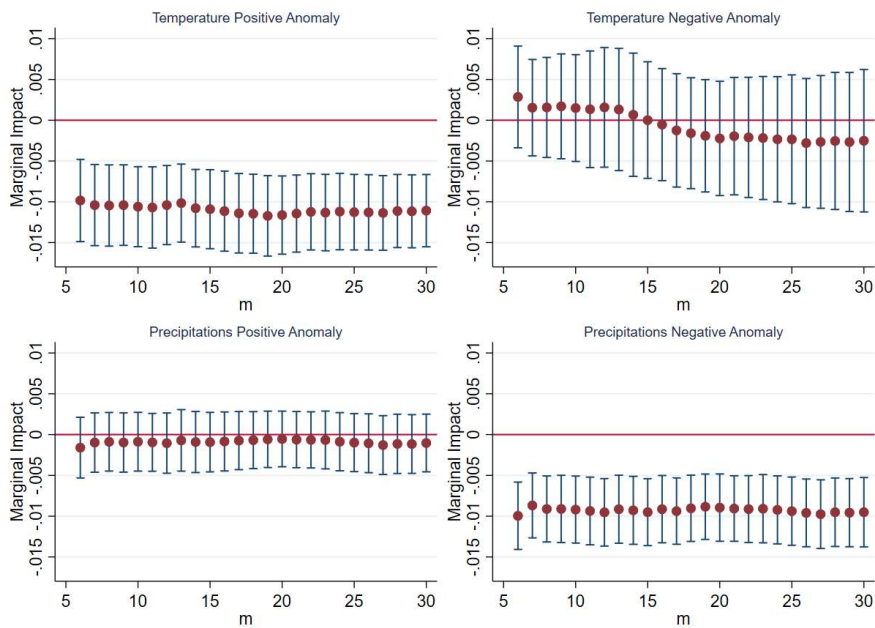 Temperature Positive Anomaly
Marginal Impact
.01
.005
0
-.005
-.01
-.015
5 10 15 20 25 30
m
Temperature Negative Anomaly
Marginal Impact
.01
.005
0
-.005
-.01
-.015
5 10 15 20 25 30
m
Precipitations Positive Anomaly
Marginal Impact
.01
.005
0
-.005
-.01
-.015
5 10 15 20 25 30
m
Precipitations Negative Anomaly
Marginal Impact
.01
.005
0
-.005
-.01
-.015
5 10 15 20 25 30
m